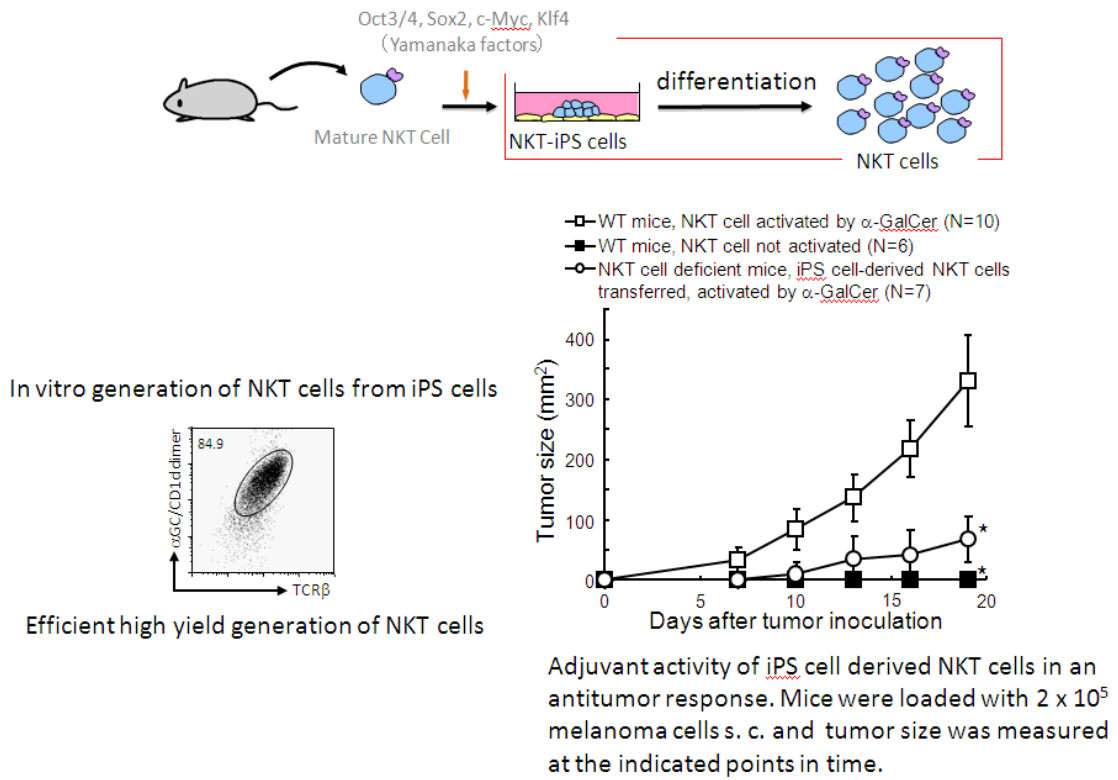 Oct3/4, Sox2, c-Myc, Klf4
(Yamanaka factors)
differentiation
Mature NKT Cell
NKT-iPS cells
NKT cells
WT mice, NKT cell activated by α-GalCer (N=10)
WT mice, NKT cell not activated (N=6)
NKT cell deficient mice, iPS cell-derived NKT cells
transferred, activated by α-GalCer (N=7)
In vitro generation of NKT cells from iPS cells
84.9
αGC/CD1d dimer
TCRβ
Efficient high yield generation of NKT cells
Tumor size (mm²)
400
300
200
100
0
*
*
0 5 10 15 20
Days after tumor inoculation
Adjuvant activity of iPS cell derived NKT cells in an
antitumor response. Mice were loaded with 2 x 10⁵
melanoma cells s. c. and tumor size was measured
at the indicated points in time.